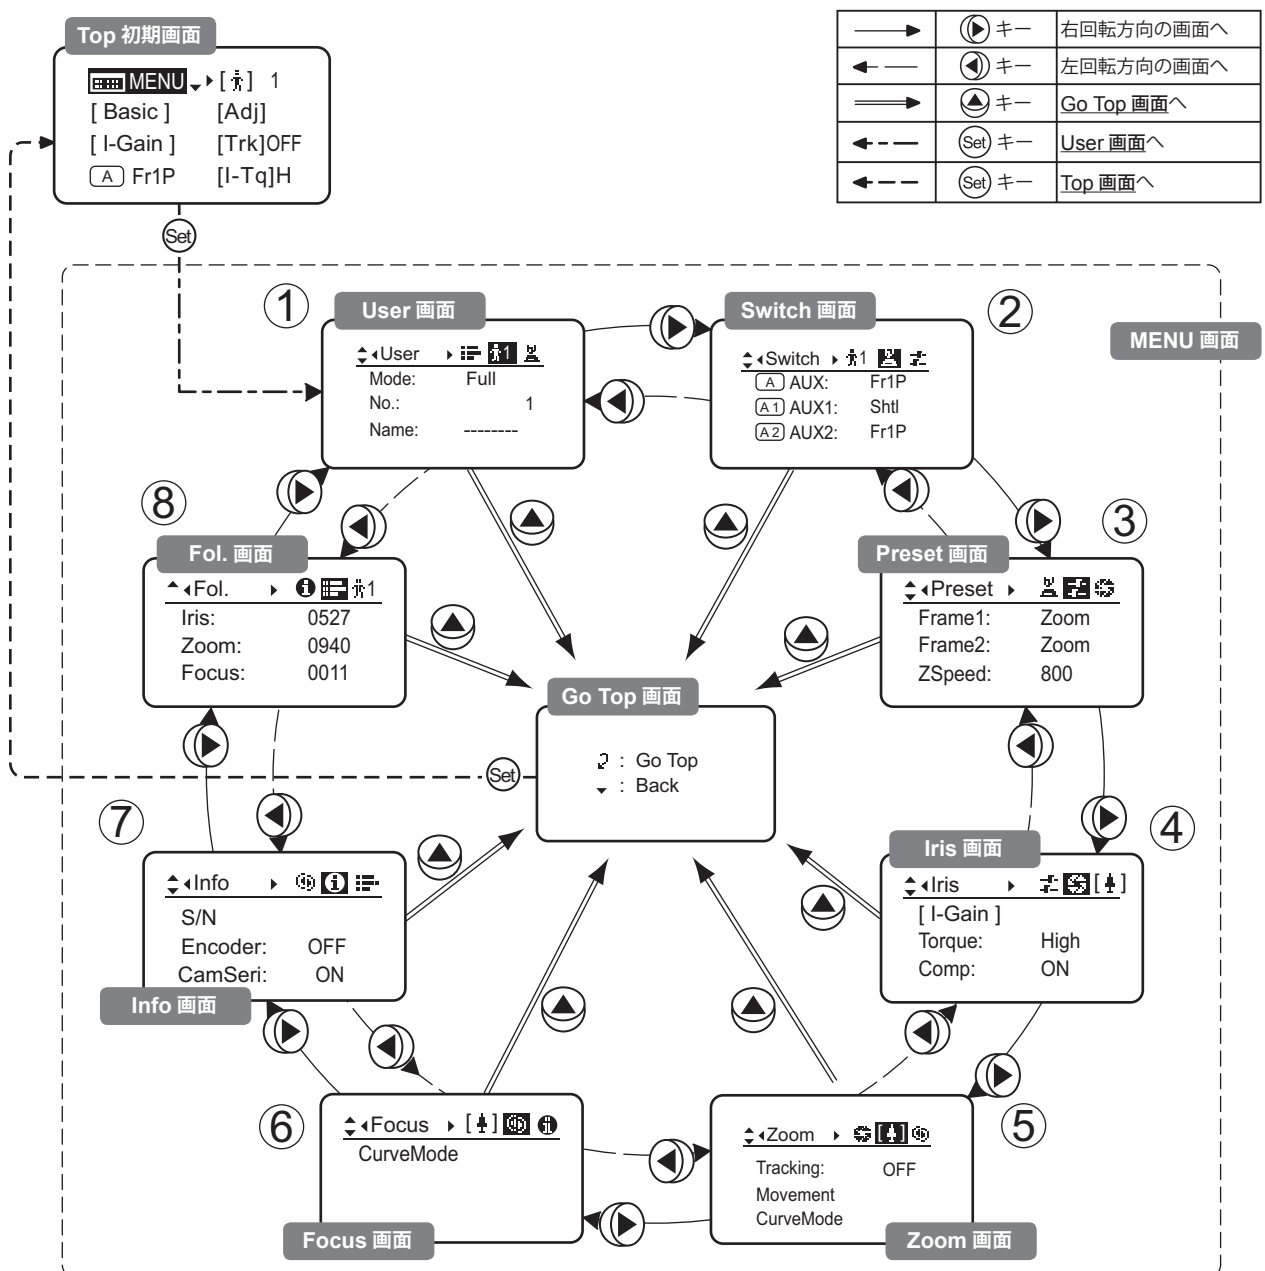 Top 初期画面
MENU [ ] 1
[ Basic ] [Adj]
[ I-Gain ] [Trk]OFF
A Fr1P [I-Tq]H
キー 右回転方向の画面へ
キー 左回転方向の画面へ
キー Go Top 画面へ
Set キー User 画面へ
Set キー Top 画面へ
Set
MENU 画面
① User 画面
User 1
Mode: Full
No.: 1
Name: --------
② Switch 画面
Switch 1
A AUX: Fr1P
A1 AUX1: Shtl
A2 AUX2: Fr1P
③ Preset 画面
Preset
Frame1: Zoom
Frame2: Zoom
ZSpeed: 800
④ Iris 画面
Iris [ ]
[ I-Gain ]
Torque: High
Comp: ON
⑤
Zoom [ ]
Tracking: OFF
Movement
CurveMode
Zoom 画面
⑥
Focus [ ]
CurveMode
Focus 画面
⑦
Info
S/N
Encoder: OFF
CamSeri: ON
Info 画面
⑧ Fol. 画面
Fol. 1
Iris: 0527
Zoom: 0940
Focus: 0011
Go Top 画面
: Go Top
: Back
Set